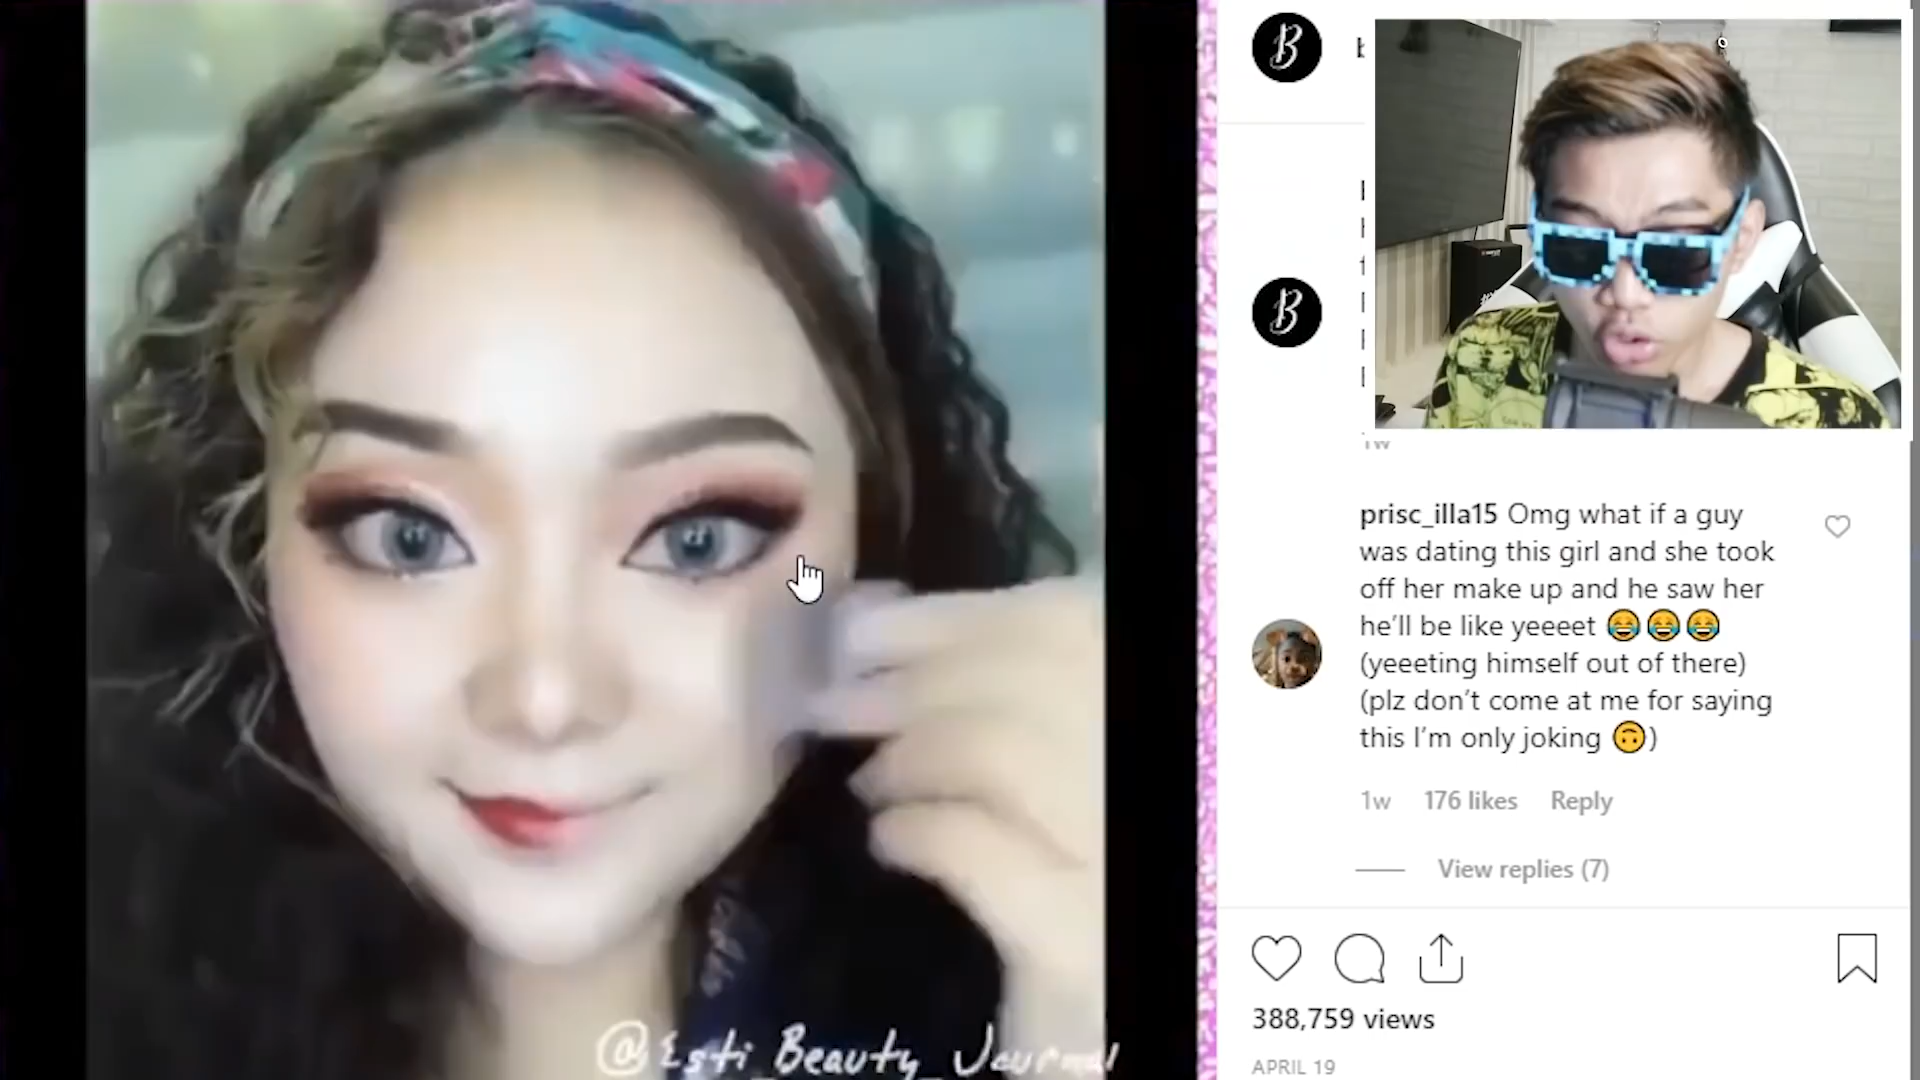 B
B
1w
prisc_illa15 Omg what if a guy
was dating this girl and she took
off her make up and he saw her
he'll be like yeeeet 😂😂😂
(yeeeting himself out of there)
(plz don't come at me for saying
this I'm only joking 🙃)
1w 176 likes Reply
View replies (7)
388,759 views
APRIL 19
@Esti_Beauty_Journal